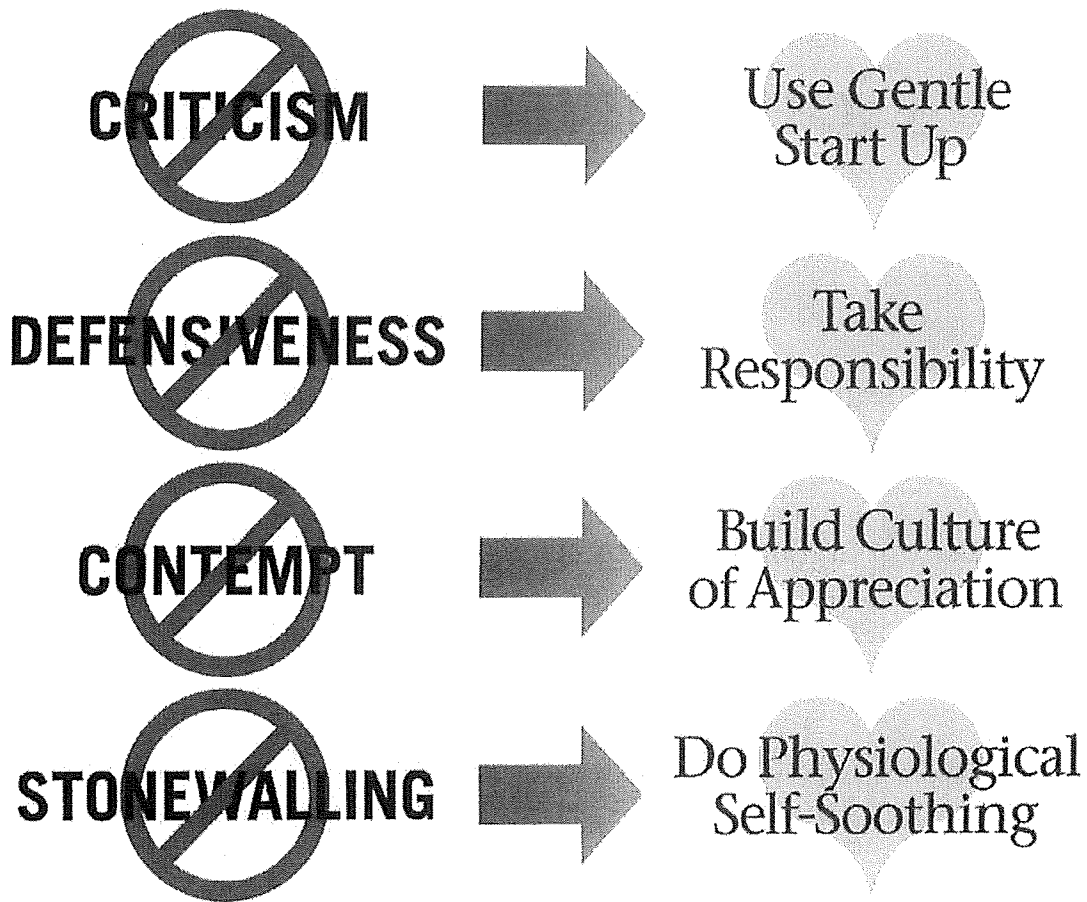 CRITICISM
Use Gentle
Start Up
DEFENSIVENESS
Take
Responsibility
CONTEMPT
Build Culture
of Appreciation
STONEWALLING
Do Physiological
Self-Soothing